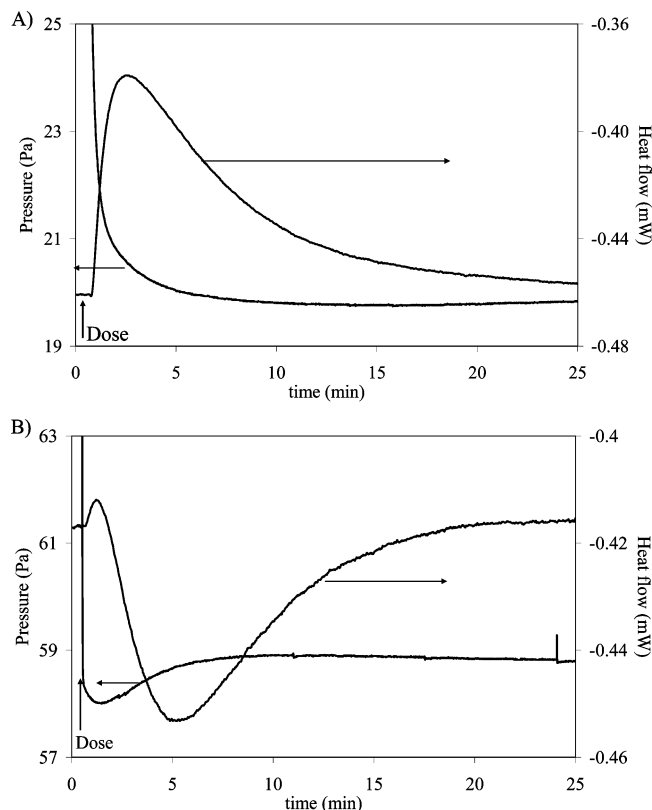 A)
25
23
21
19
Pressure (Pa)
-0.36
-0.40
-0.44
-0.48
Heat flow (mW)
Dose
0 5 10 15 20 25
time (min)
B)
63
61
59
57
Pressure (Pa)
-0.4
-0.42
-0.44
-0.46
Heat flow (mW)
Dose
0 5 10 15 20 25
time (min)